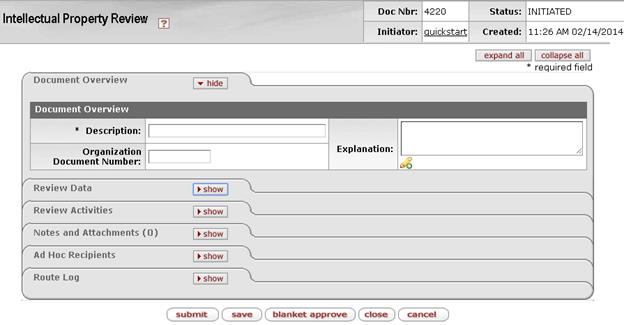 Intellectual Property Review ?
Doc Nbr: 4220 Status: INITIATED
Initiator: quickstart Created: 11:26 AM 02/14/2014
expand all collapse all
* required field
Document Overview hide
Document Overview
* Description:
Explanation:
Organization
Document Number:
Review Data show
Review Activities show
Notes and Attachments (0) show
Ad Hoc Recipients show
Route Log show
submit save blanket approve close cancel